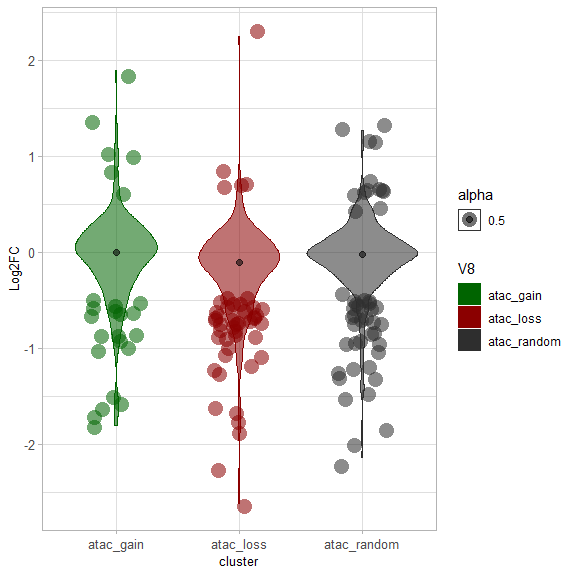 2
1
0
-1
-2
Log2FC
atac_gain
atac_loss
atac_random
cluster
alpha
0.5
V8
atac_gain
atac_loss
atac_random